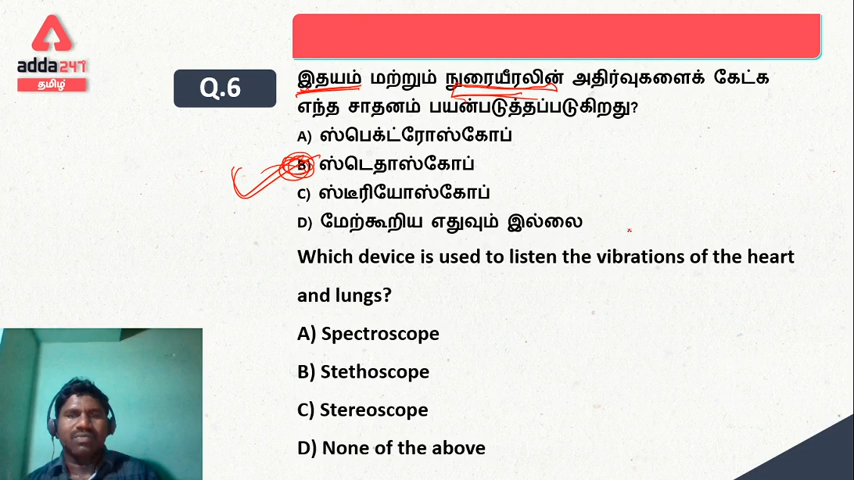 adda247
தமிழ்
Q.6
இதயம் மற்றும் நுரையீரலின் அதிர்வுகளைக் கேட்க
எந்த சாதனம் பயன்படுத்தப்படுகிறது?
A) ஸ்பெக்ட்ரோஸ்கோப்
B) ஸ்டெதாஸ்கோப்
C) ஸ்டீரியோஸ்கோப்
D) மேற்கூறிய எதுவும் இல்லை
Which device is used to listen the vibrations of the heart
and lungs?
A) Spectroscope
B) Stethoscope
C) Stereoscope
D) None of the above